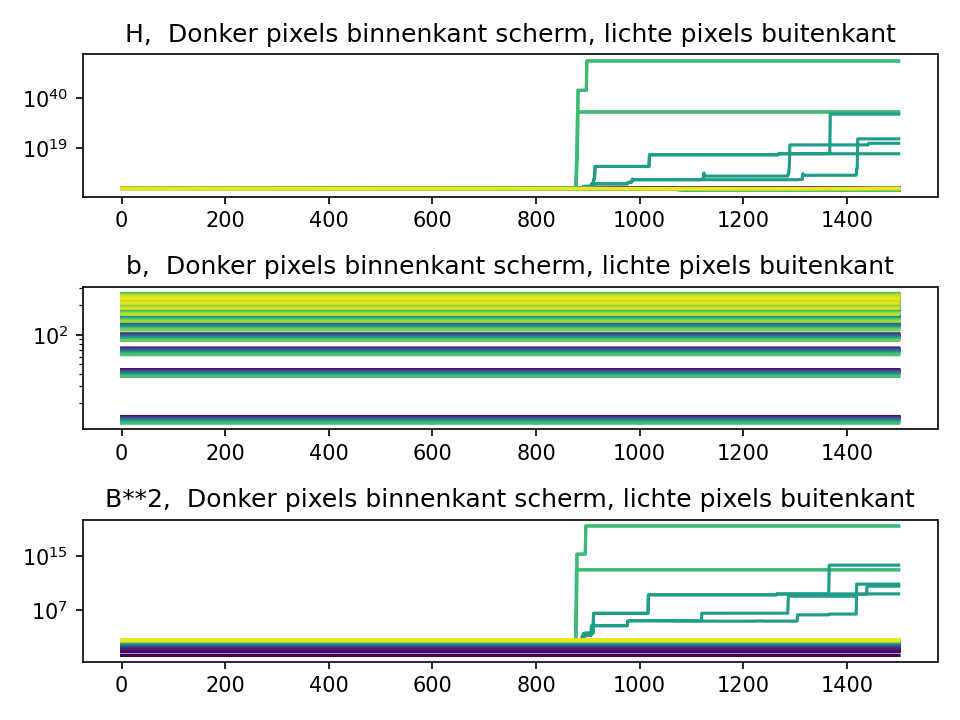 H,  Donker pixels binnenkant scherm, lichte pixels buitenkant
10^40
10^19
0 200 400 600 800 1000 1200 1400
b,  Donker pixels binnenkant scherm, lichte pixels buitenkant
10^2
0 200 400 600 800 1000 1200 1400
B**2,  Donker pixels binnenkant scherm, lichte pixels buitenkant
10^15
10^7
0 200 400 600 800 1000 1200 1400